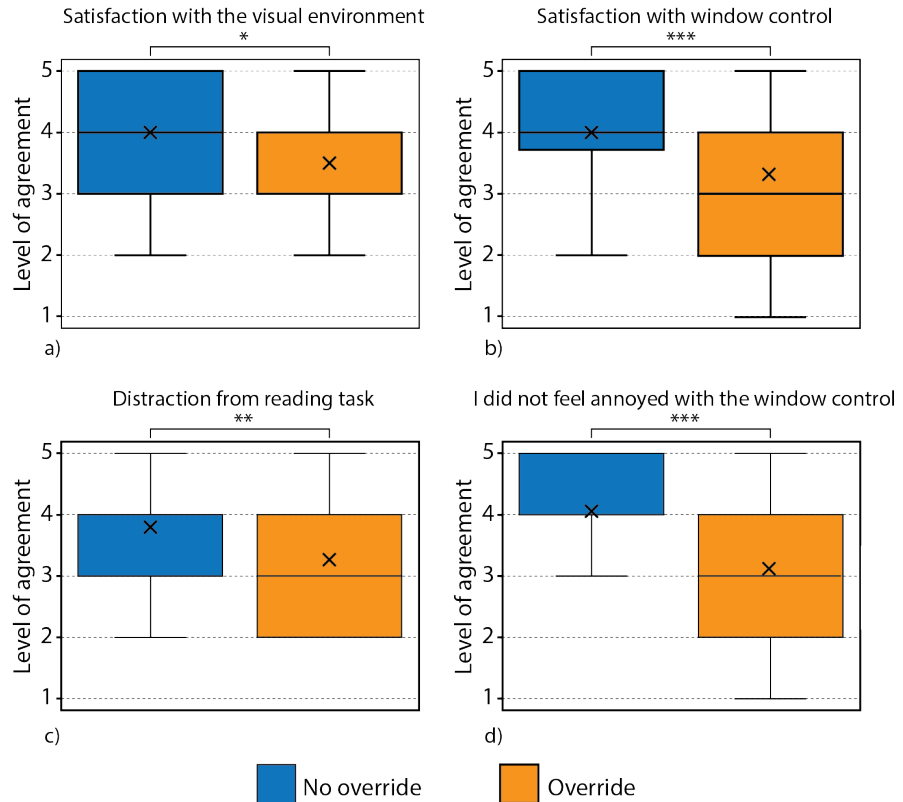 Satisfaction with the visual environment
*
Level of agreement
5
4
3
2
1
a)
Satisfaction with window control
***
Level of agreement
5
4
3
2
1
b)
Distraction from reading task
**
Level of agreement
5
4
3
2
1
c)
I did not feel annoyed with the window control
***
Level of agreement
5
4
3
2
1
d)
No override
Override